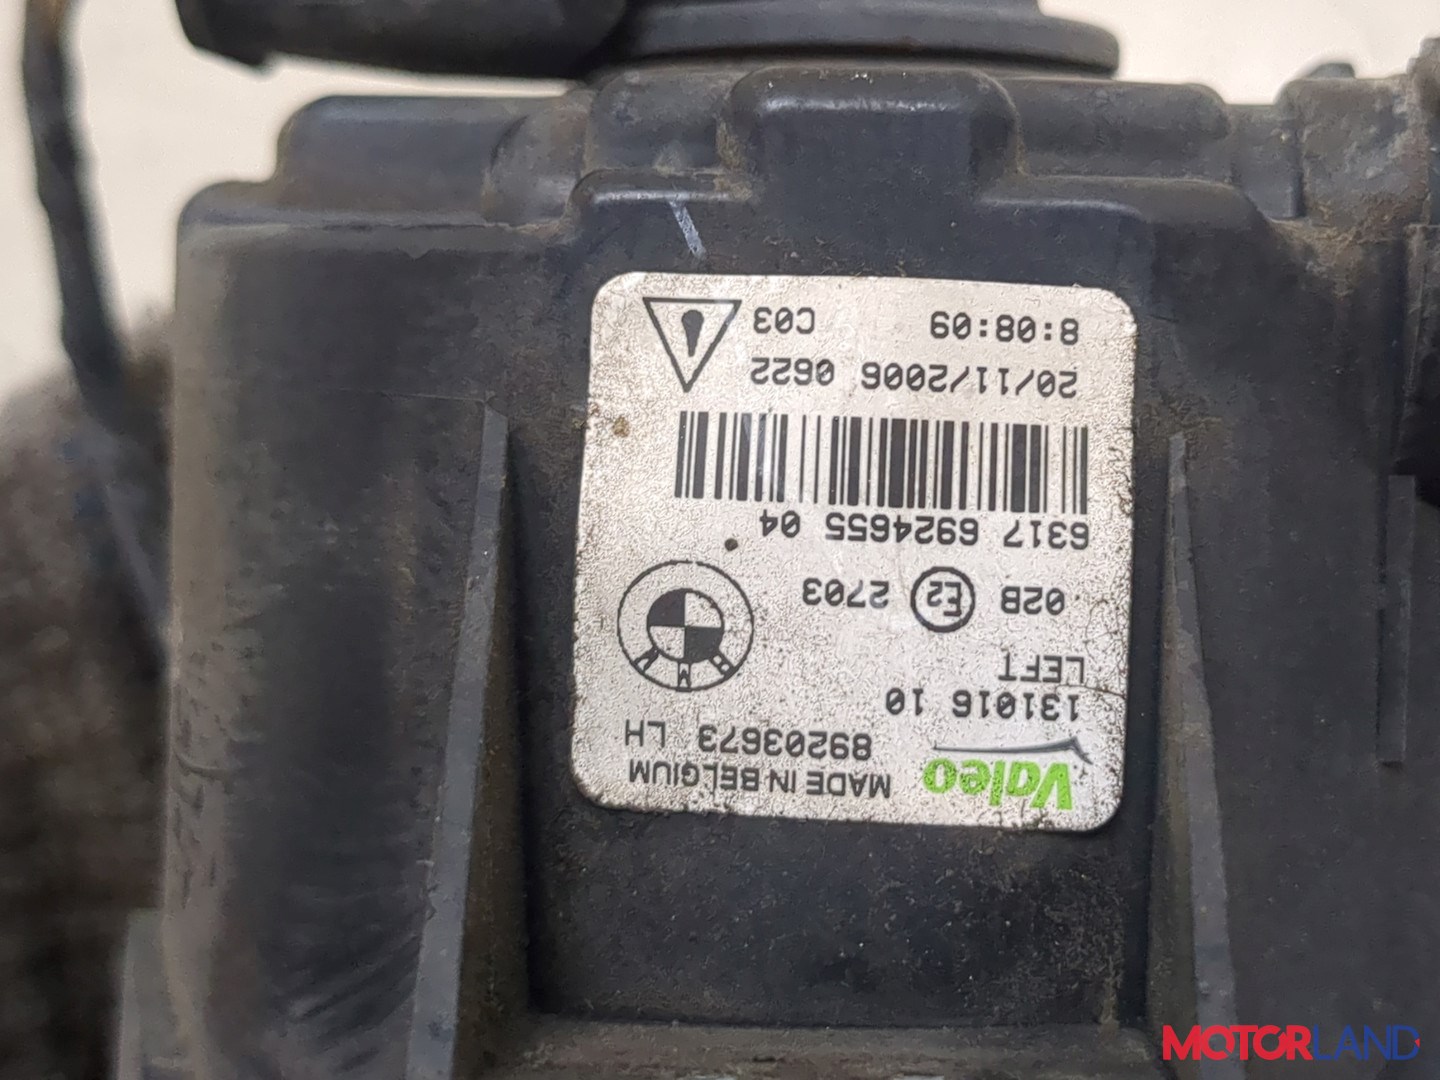 Valeo MADE IN BELGIUM
89203673 LH
131016 10
LEFT
BMW
02B E2 2703
6317 6924655 04
20/11/2006 0622
8:08:09 C03
MOTORLAND